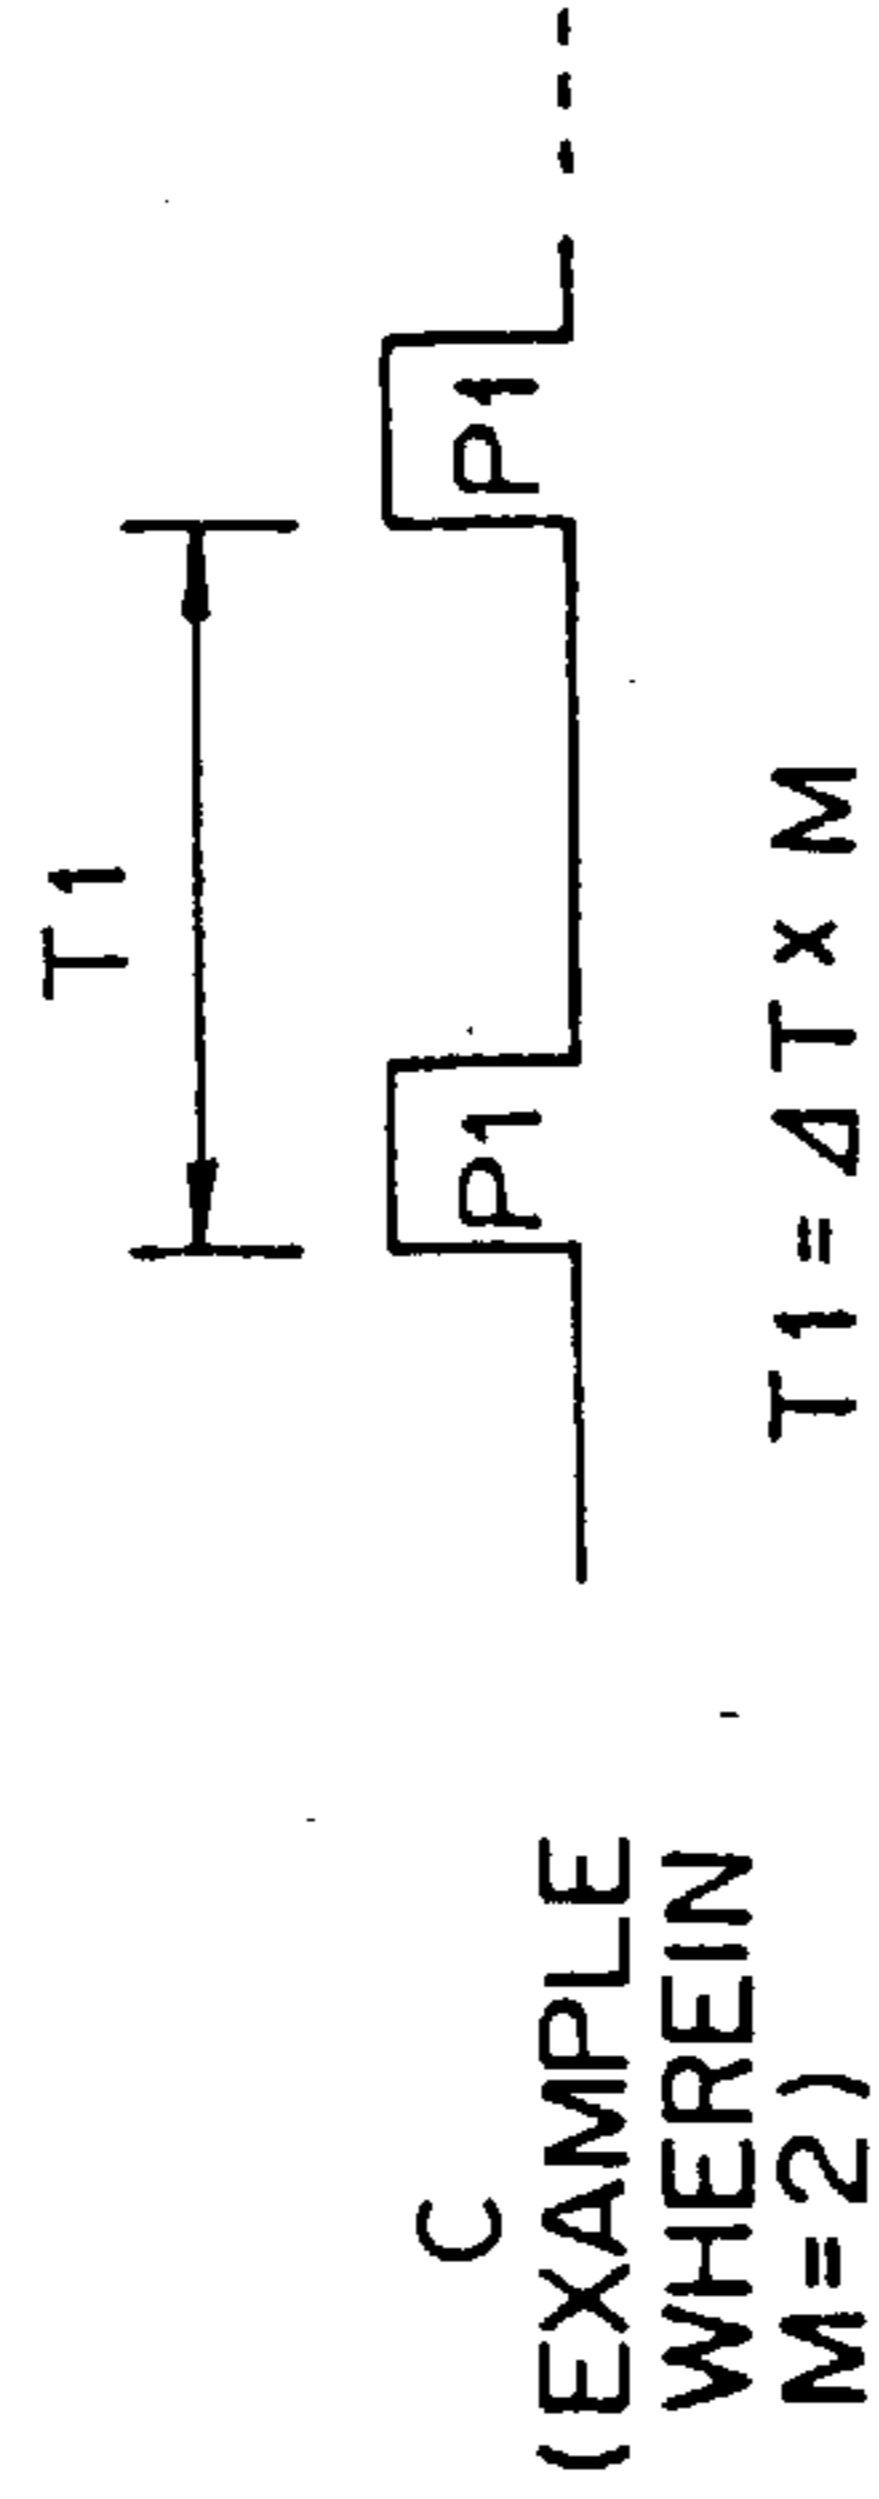 T1
P1 P1
T1=ΔT×M
C
(EXAMPLE
WHEREIN
M=2)